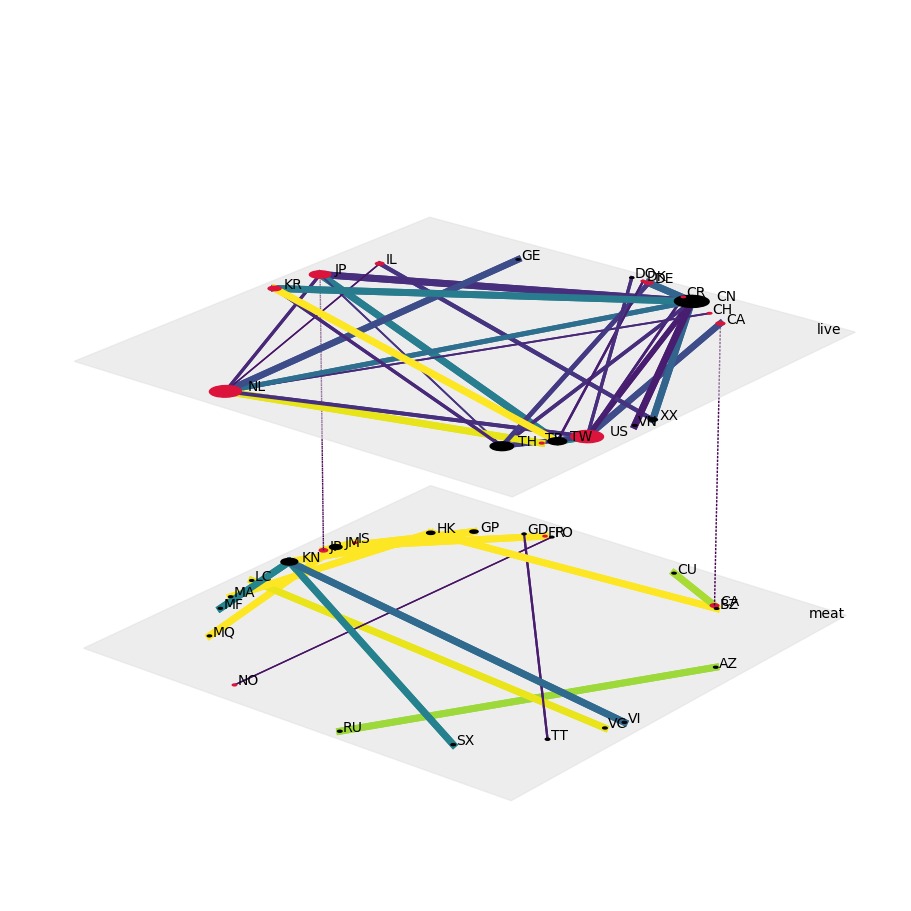 GE
IL
JP
DO
DK
DE
KR
CR
CN
CH
CA
live
NL
XX
VN
US
TW
TH
HK
GP
GD
FR
FO
IS
JM
JP
KN
LC
CU
MA
MF
CA
BZ
meat
MQ
AZ
NO
VI
VC
RU
TT
SX